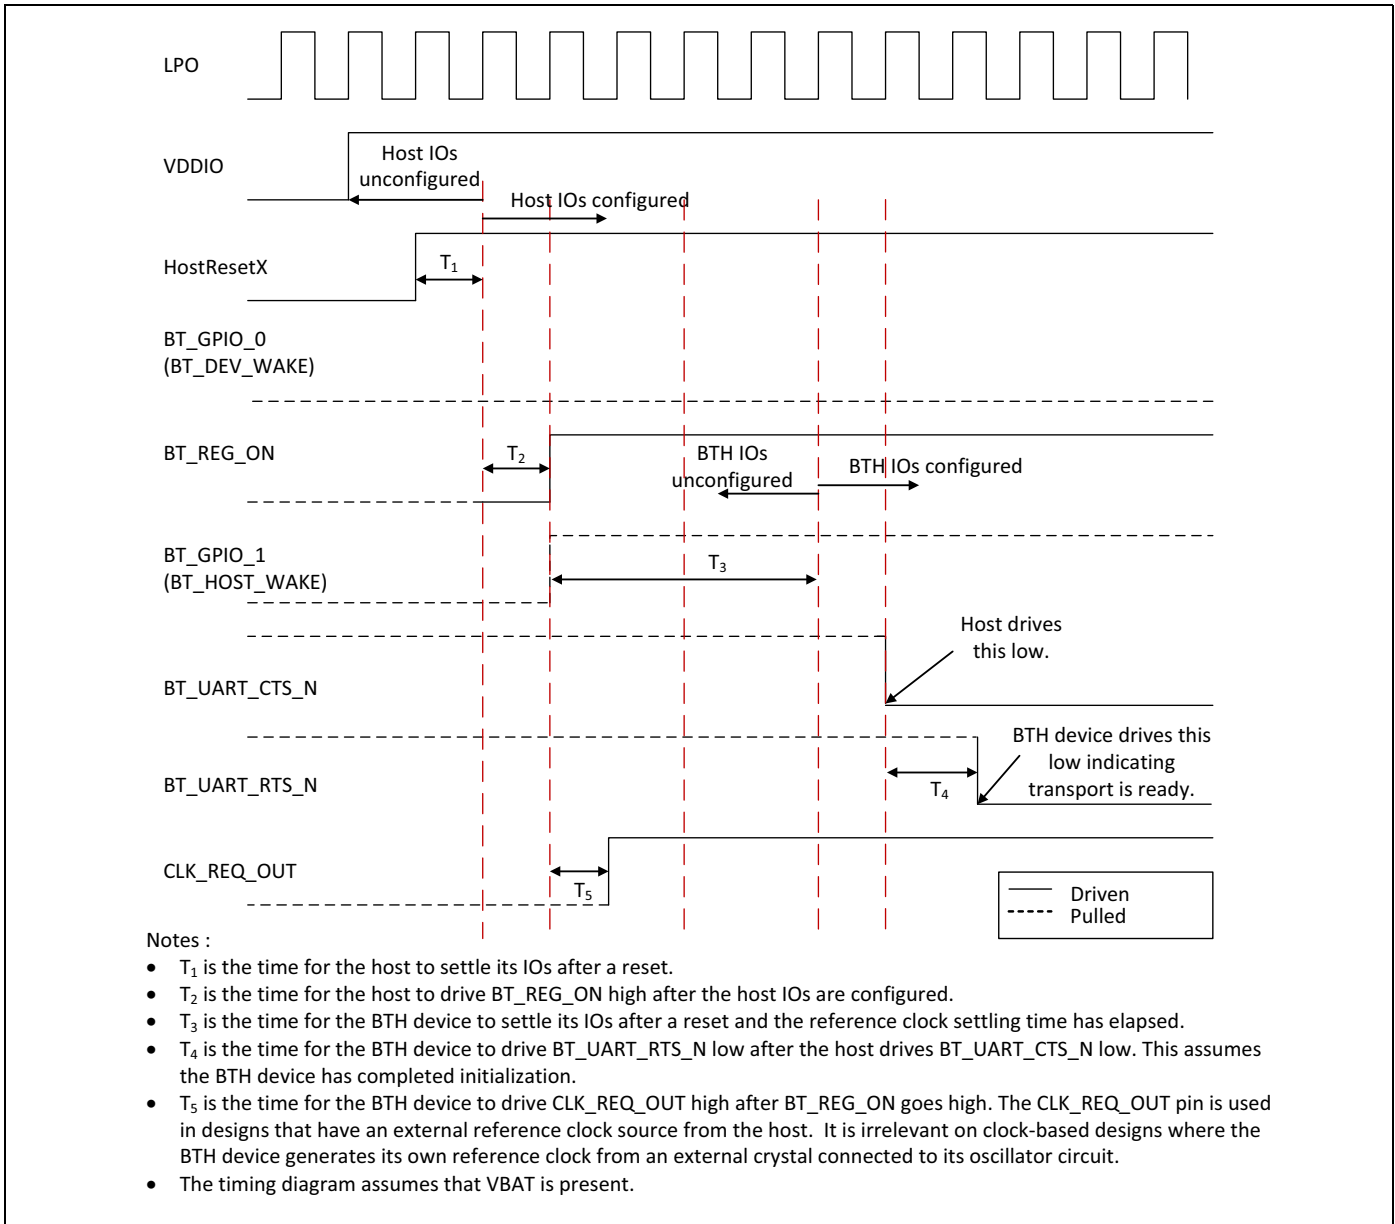 LPO
VDDIO
Host IOs
unconfigured
Host IOs configured
HostResetX
T1
BT_GPIO_0
(BT_DEV_WAKE)
BT_REG_ON
T2
BTH IOs
unconfigured
BTH IOs configured
BT_GPIO_1
(BT_HOST_WAKE)
T3
Host drives
this low.
BT_UART_CTS_N
BTH device drives this
low indicating
transport is ready.
BT_UART_RTS_N
T4
CLK_REQ_OUT
T5
Driven
Pulled
Notes :
• T1 is the time for the host to settle its IOs after a reset.
• T2 is the time for the host to drive BT_REG_ON high after the host IOs are configured.
• T3 is the time for the BTH device to settle its IOs after a reset and the reference clock settling time has elapsed.
• T4 is the time for the BTH device to drive BT_UART_RTS_N low after the host drives BT_UART_CTS_N low. This assumes
the BTH device has completed initialization.
• T5 is the time for the BTH device to drive CLK_REQ_OUT high after BT_REG_ON goes high. The CLK_REQ_OUT pin is used
in designs that have an external reference clock source from the host. It is irrelevant on clock-based designs where the
BTH device generates its own reference clock from an external crystal connected to its oscillator circuit.
• The timing diagram assumes that VBAT is present.